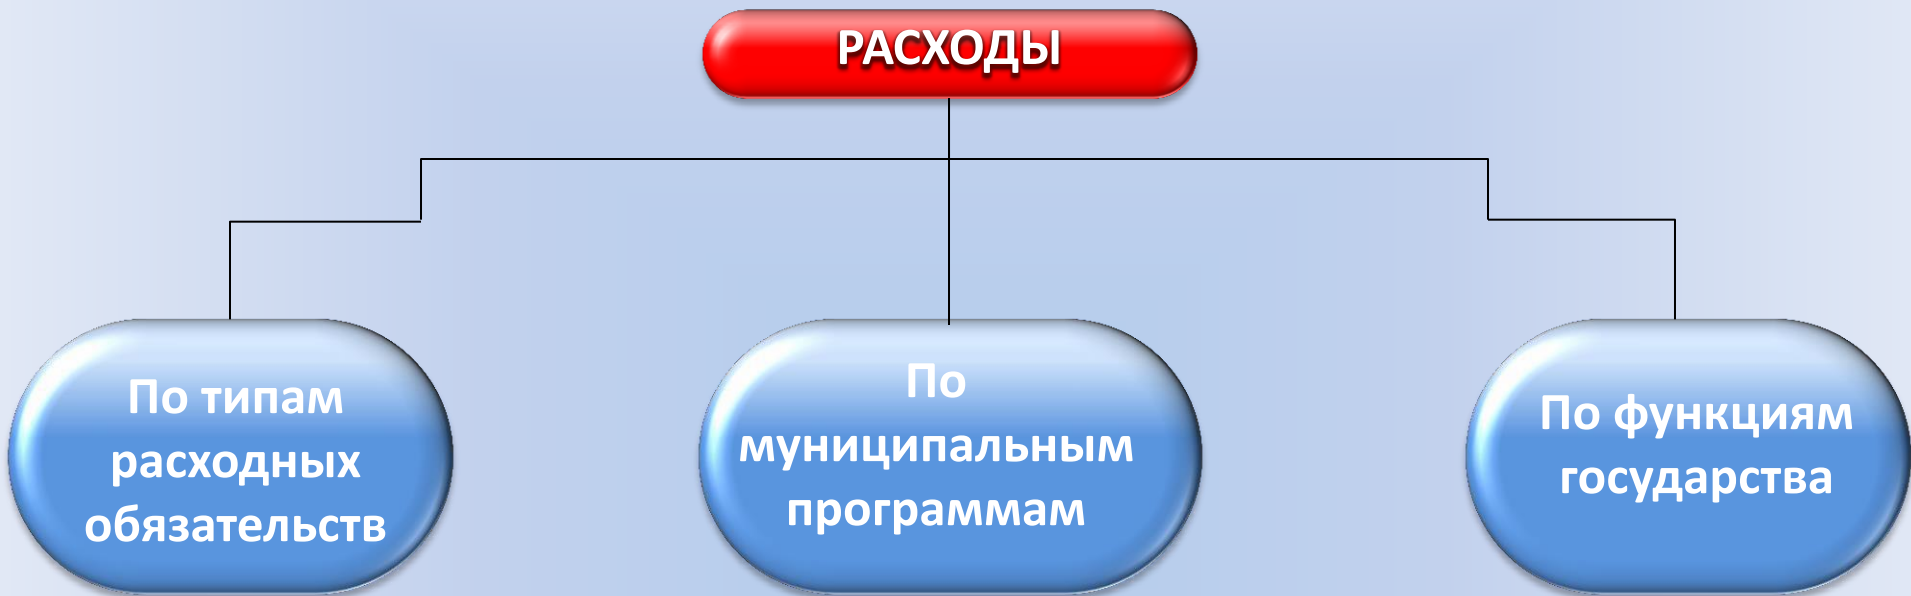 РАСХОДЫ
По типам
расходных
обязательств
По
муниципальным
программам
По функциям
государства